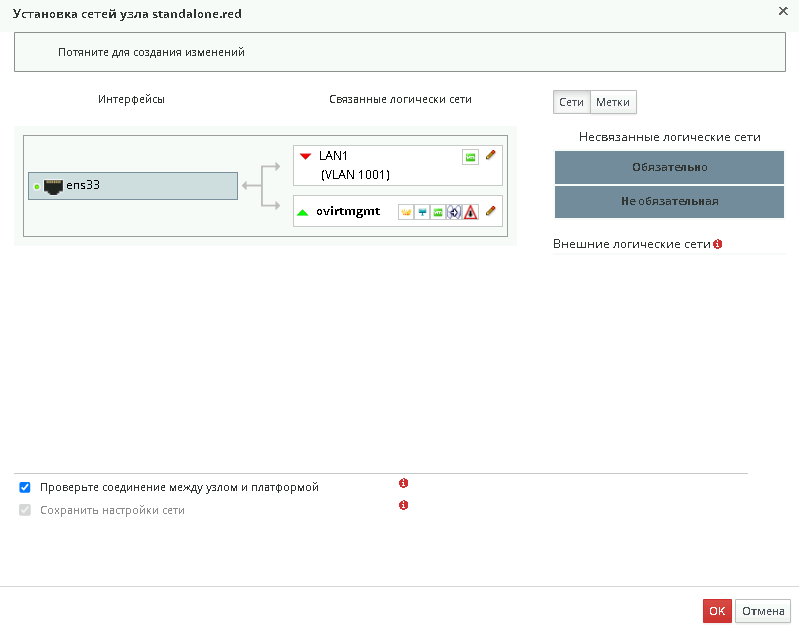 Установка сетей узла standalone.red
Потяните для создания изменений
Интерфейсы
Связанные логически сети
Сети
Метки
Несвязанные логические сети
Обязательно
Не обязательная
Внешние логические сети
ens33
LAN1
(VLAN 1001)
ovirtmgmt
Проверьте соединение между узлом и платформой
Сохранить настройки сети
OK
Отмена